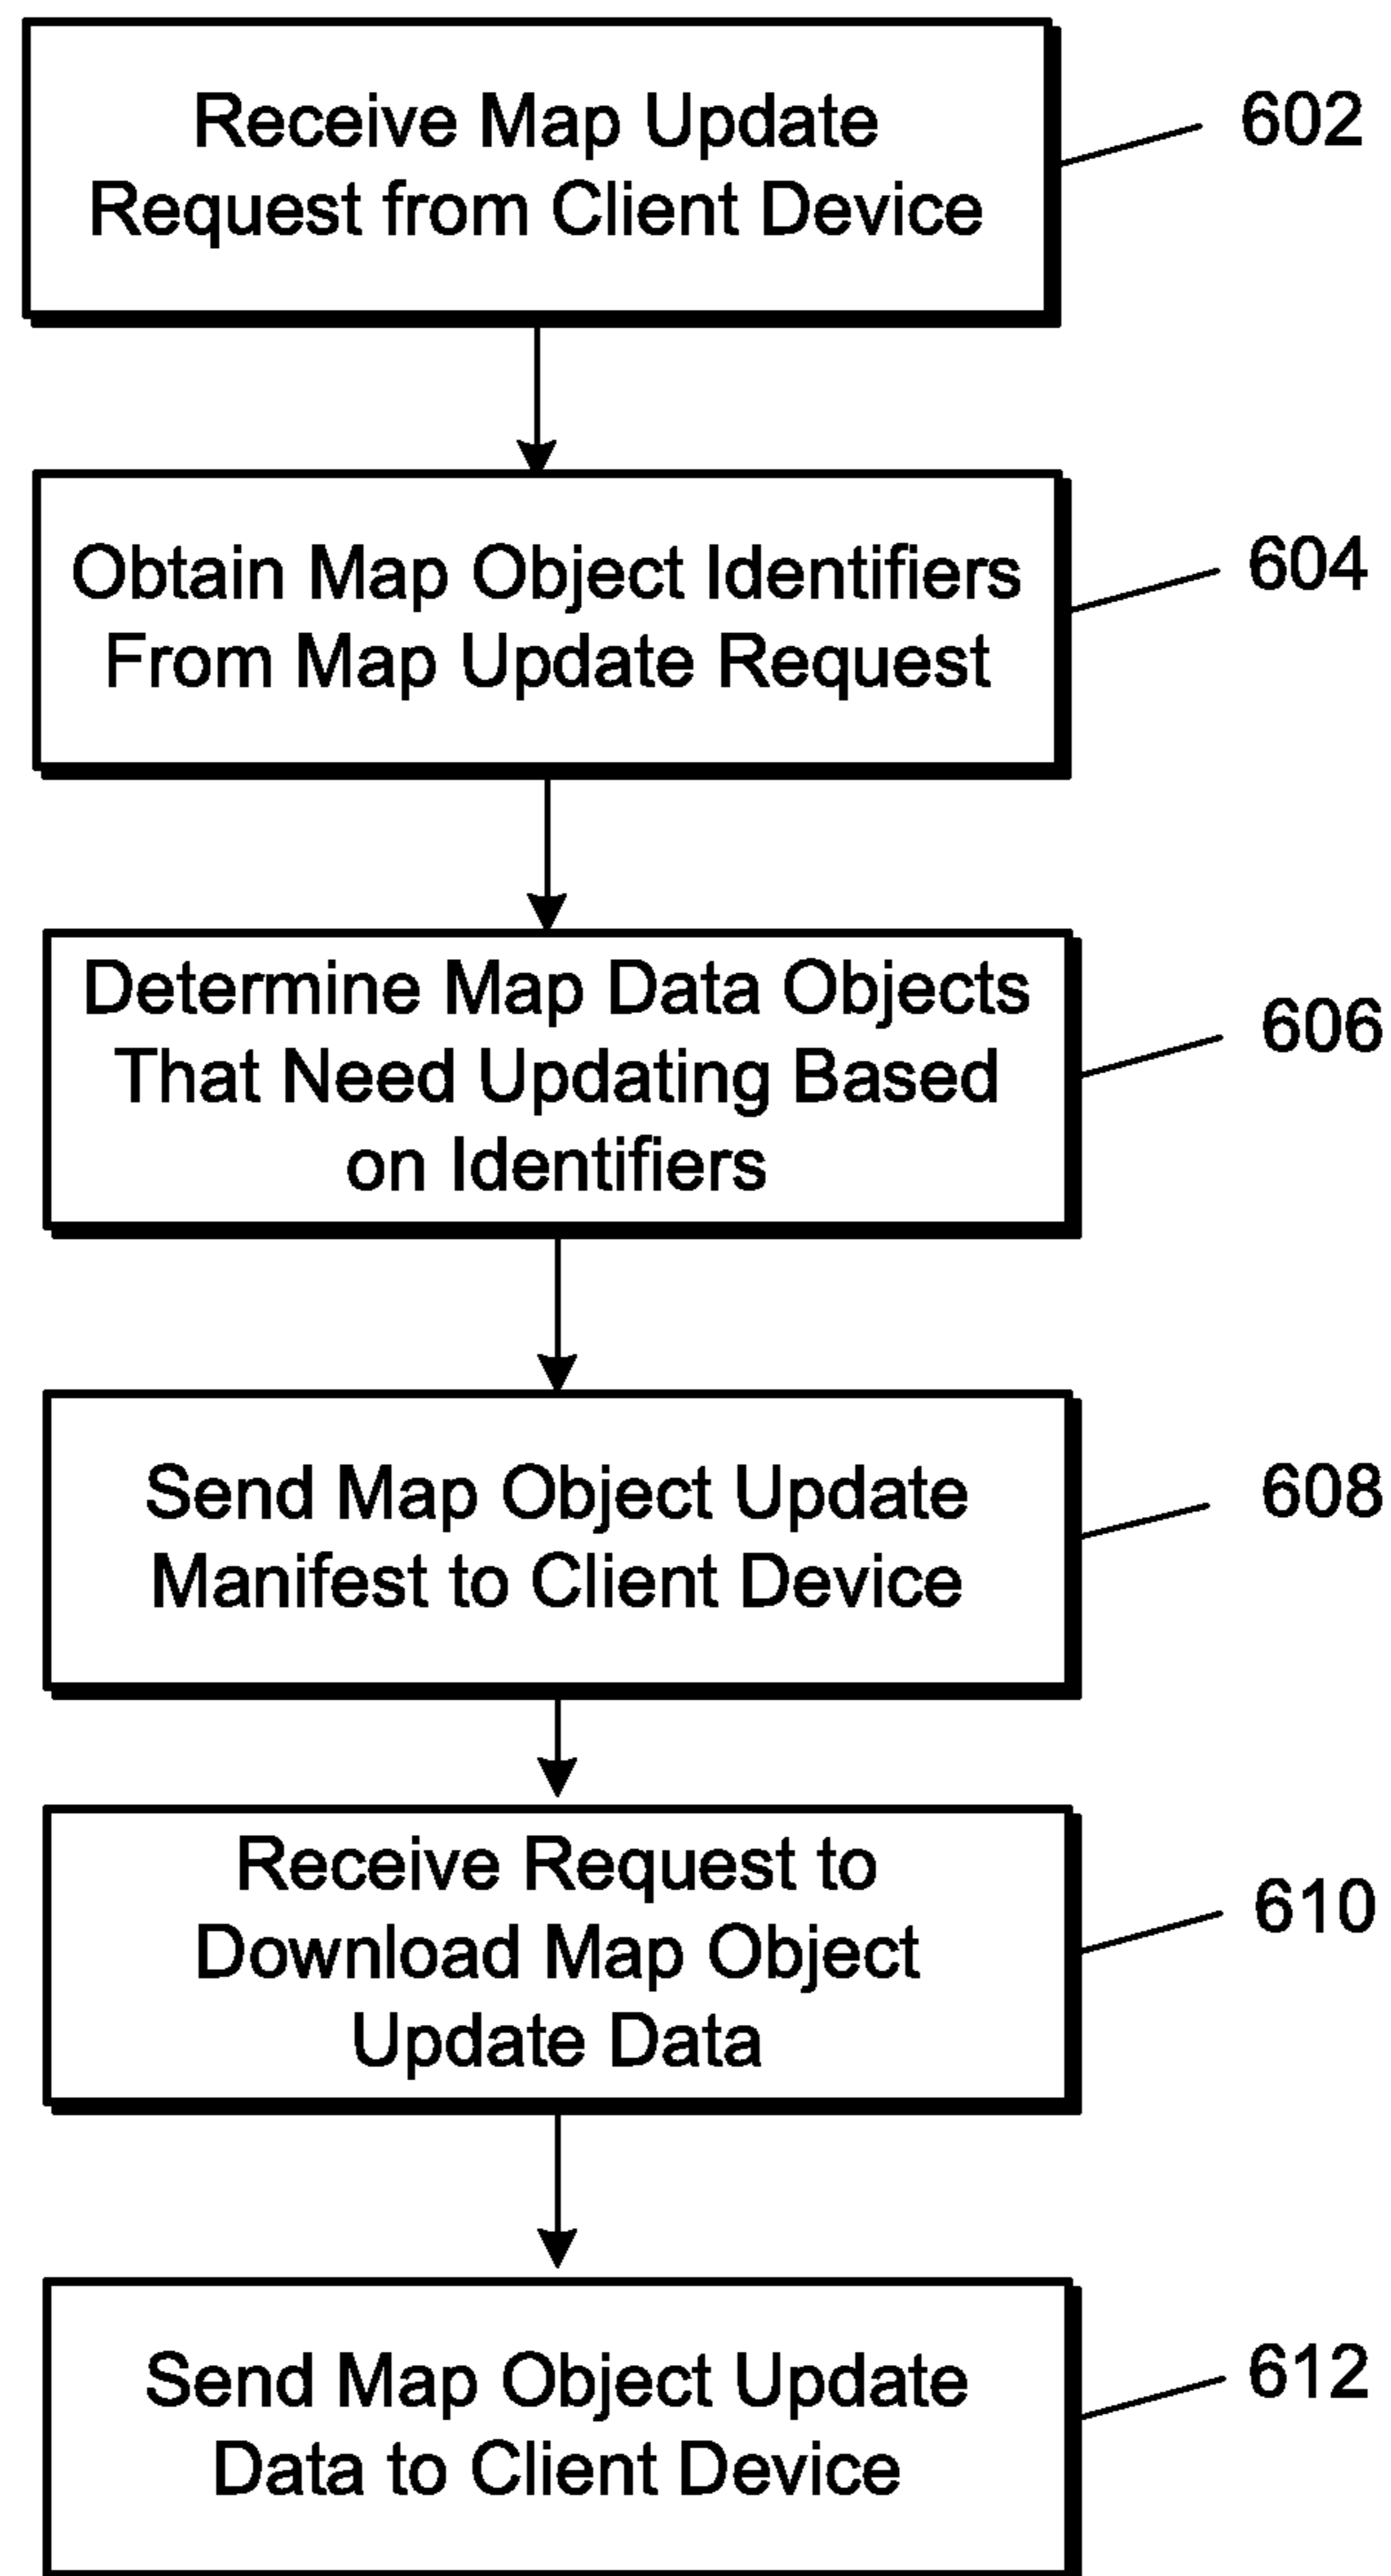 Receive Map Update
Request from Client Device
602
Obtain Map Object Identifiers
From Map Update Request
604
Determine Map Data Objects
That Need Updating Based
on Identifiers
606
Send Map Object Update
Manifest to Client Device
608
Receive Request to
Download Map Object
Update Data
610
Send Map Object Update
Data to Client Device
612